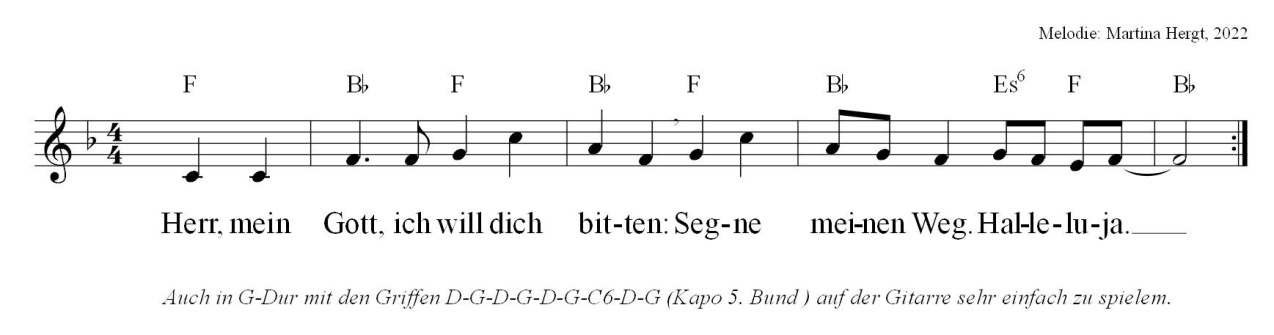 Melodie: Martina Hergt, 2022
F B♭ F B♭ F B♭ Es6 F B♭
4
4
Herr, mein Gott, ich will dich bit-ten: Seg-ne mei-nen Weg. Hal-le-lu-ja.
Auch in G-Dur mit den Griffen D-G-D-G-D-G-C6-D-G (Kapo 5. Bund ) auf der Gitarre sehr einfach zu spielem.